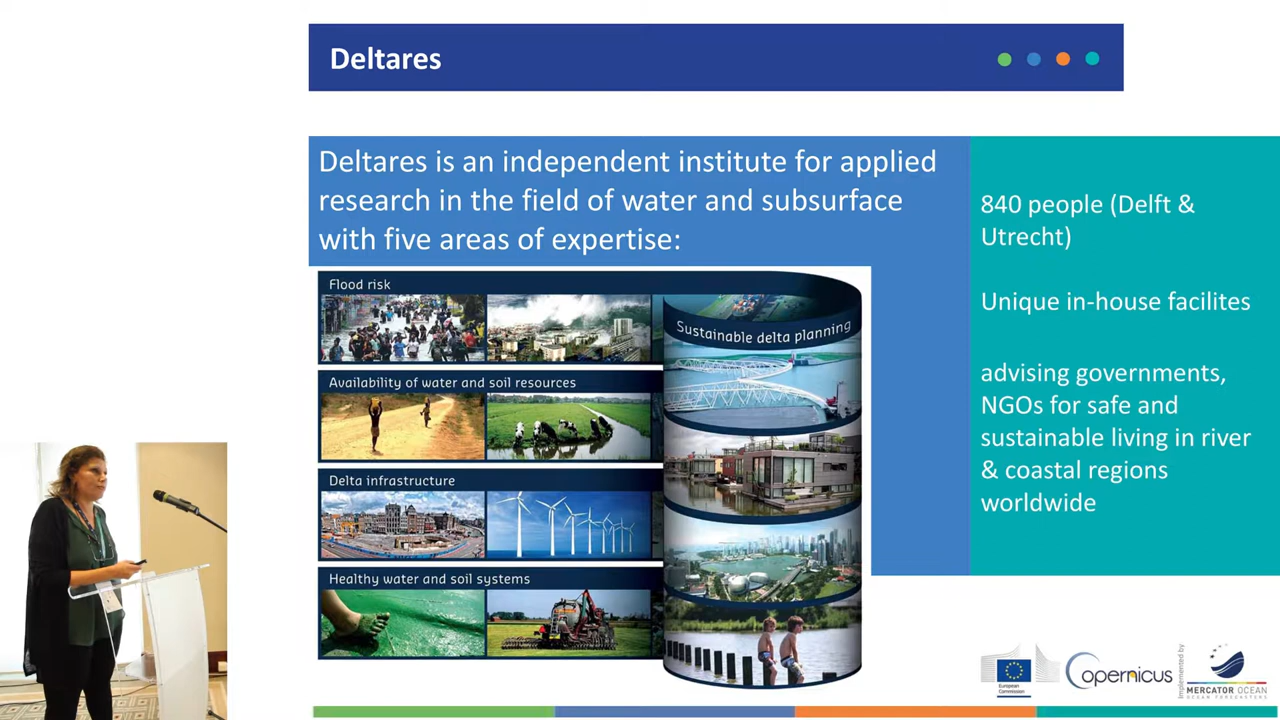 Deltares
Deltares is an independent institute for applied
research in the field of water and subsurface
with five areas of expertise:
Flood risk
Sustainable delta planning
Availability of water and soil resources
Delta infrastructure
Healthy water and soil systems
840 people (Delft &
Utrecht)
Unique in-house facilites
advising governments,
NGOs for safe and
sustainable living in river
& coastal regions
worldwide
European
Commission
opernicus
Implemented by
MERCATOR OCEAN
OCEAN FORECASTERS